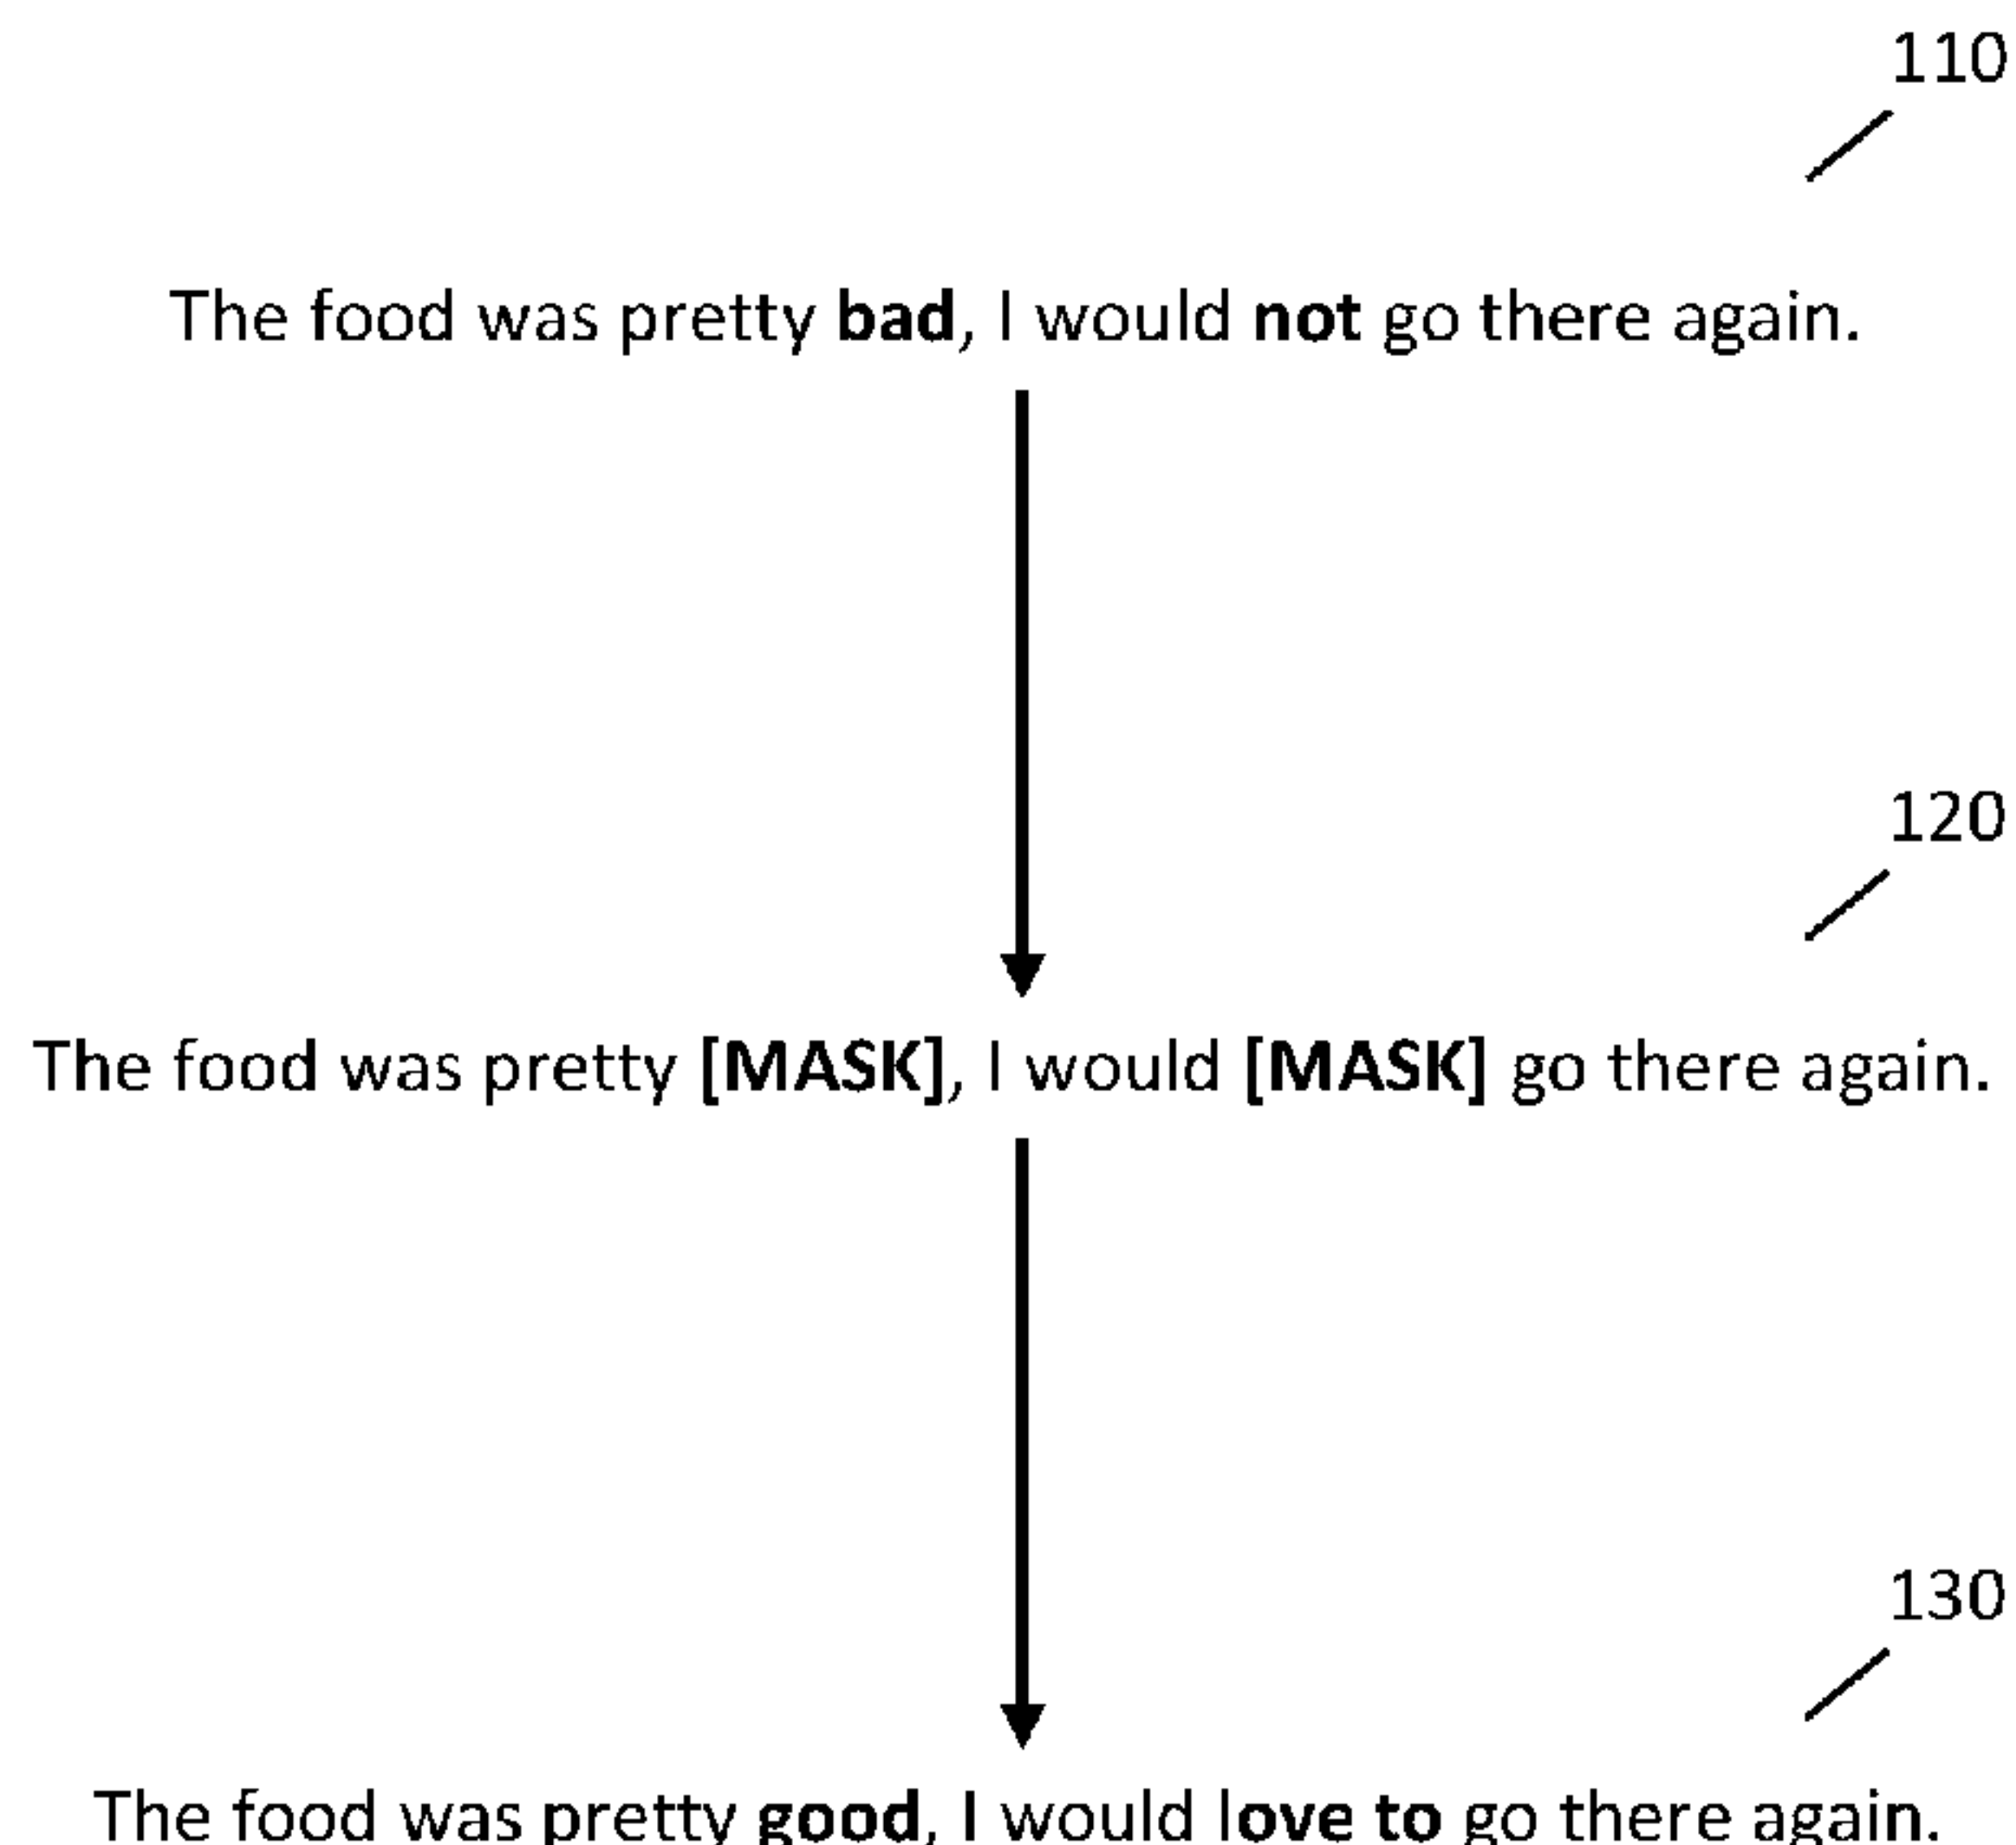 110
The food was pretty bad, I would not go there again.
120
The food was pretty [MASK], I would [MASK] go there again.
130
The food was pretty good, I would love to go there again.